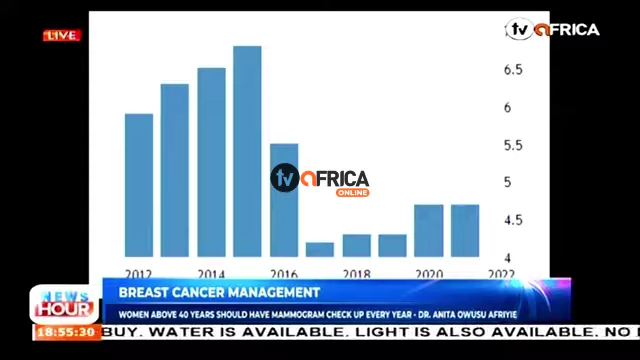 LIVE
tv AFRICA
6.5
6
5.5
5
4.5
4
tv AFRICA
ONLINE
2012 2014 2016 2018 2020 2022
NEWS
HOUR
BREAST CANCER MANAGEMENT
WOMEN ABOVE 40 YEARS SHOULD HAVE MAMMOGRAM CHECK UP EVERY YEAR - DR. ANITA OWUSU AFRIYIE
18:55:30
BUY. WATER IS AVAILABLE. LIGHT IS ALSO AVAILABLE. NO